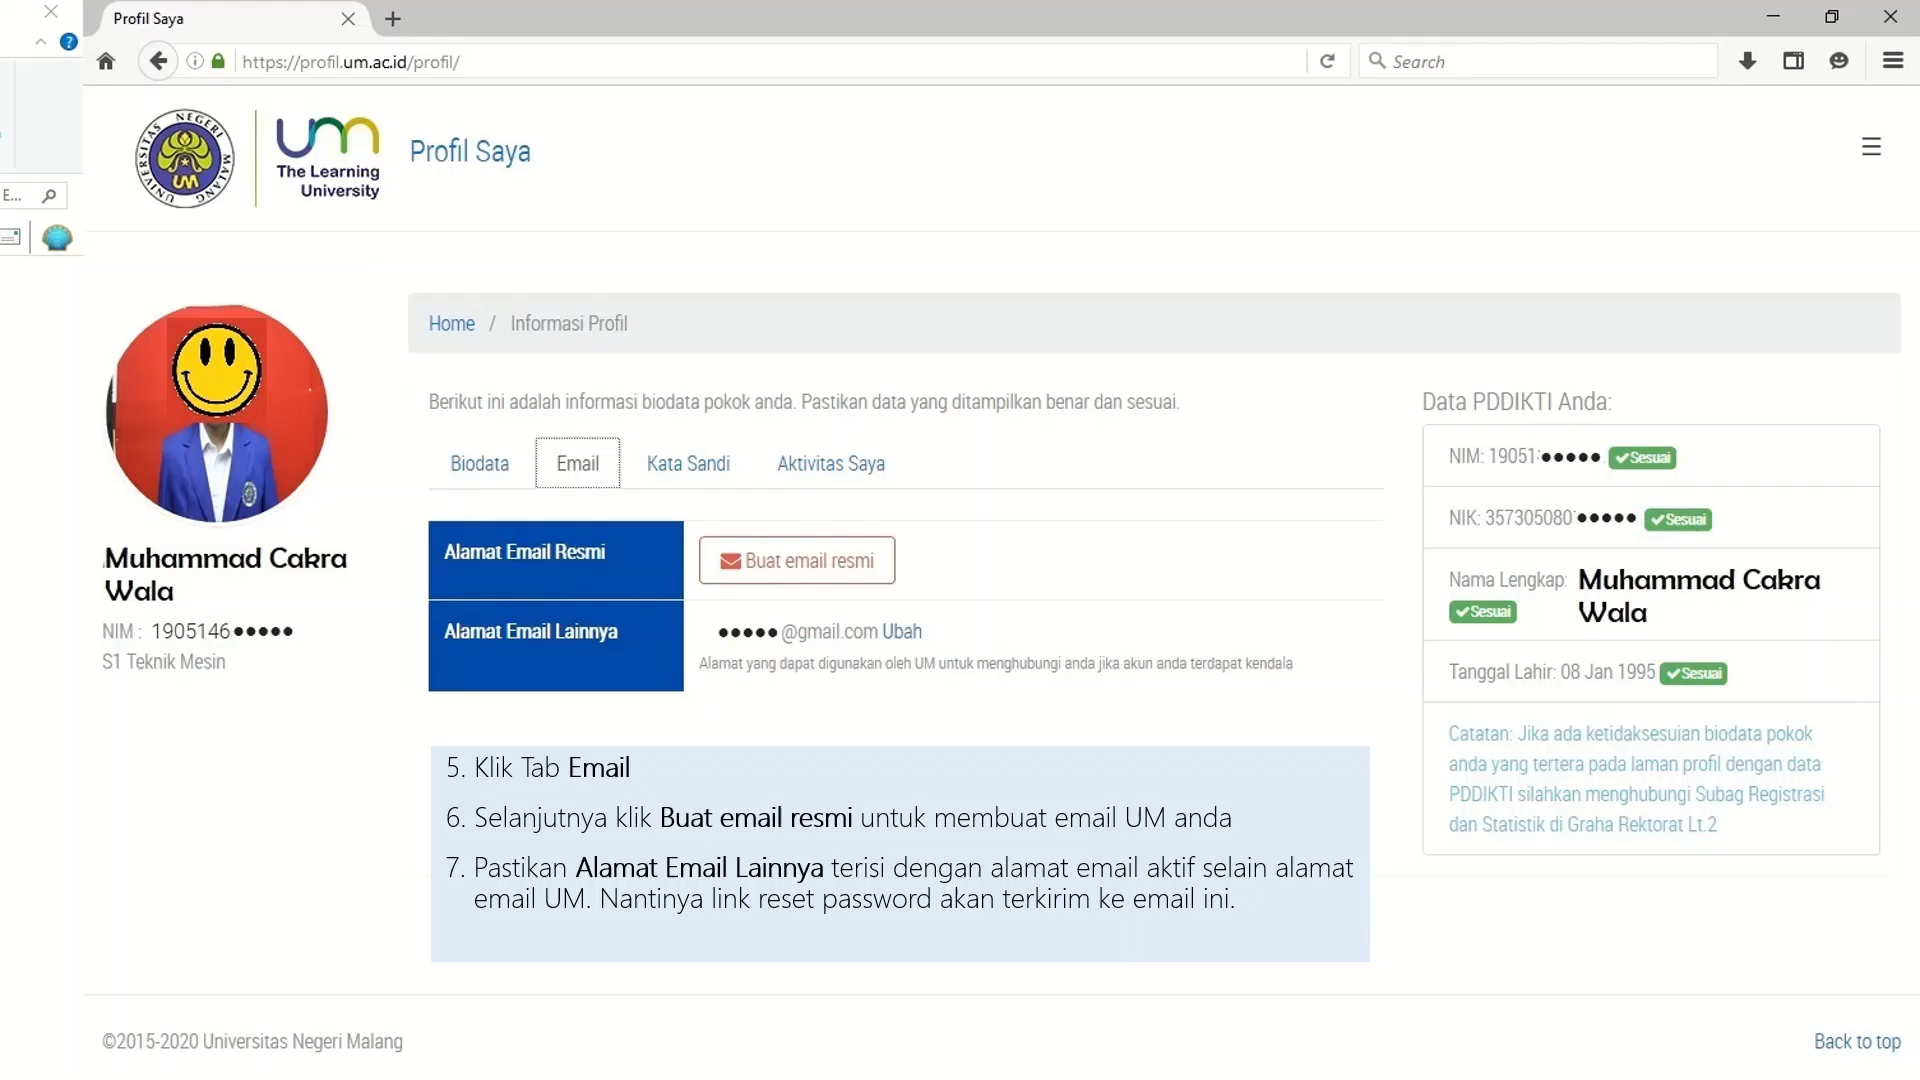 Profil Saya
https://profil.um.ac.id/profil/
Search
E...
UNIVERSITAS NEGERI MALANG
UM
um
The Learning
University
Profil Saya
Home / Informasi Profil
Berikut ini adalah informasi biodata pokok anda. Pastikan data yang ditampilkan benar dan sesuai.
Biodata Email Kata Sandi Aktivitas Saya
Alamat Email Resmi
Buat email resmi
Alamat Email Lainnya
●●●●●@gmail.com Ubah
Alamat yang dapat digunakan oleh UM untuk menghubungi anda jika akun anda terdapat kendala
Muhammad Cakra
Wala
NIM : 1905146●●●●●
S1 Teknik Mesin
Data PDDIKTI Anda:
NIM: 19051●●●●● Sesuai
NIK: 357305080●●●●● Sesuai
Nama Lengkap: Muhammad Cakra
Sesuai Wala
Tanggal Lahir: 08 Jan 1995 Sesuai
Catatan: Jika ada ketidaksesuian biodata pokok
anda yang tertera pada laman profil dengan data
PDDIKTI silahkan menghubungi Subag Registrasi
dan Statistik di Graha Rektorat Lt.2
5. Klik Tab Email
6. Selanjutnya klik Buat email resmi untuk membuat email UM anda
7. Pastikan Alamat Email Lainnya terisi dengan alamat email aktif selain alamat
email UM. Nantinya link reset password akan terkirim ke email ini.
©2015-2020 Universitas Negeri Malang
Back to top